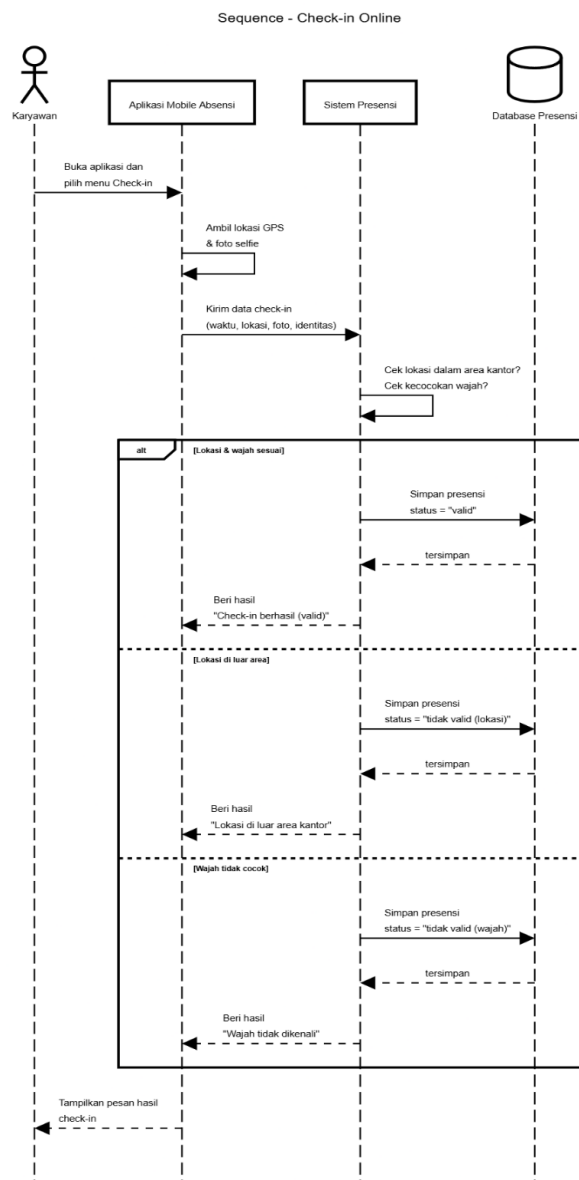 Sequence - Check-in Online
Karyawan
Aplikasi Mobile Absensi
Sistem Presensi
Database Presensi
Buka aplikasi dan
pilih menu Check-in
Ambil lokasi GPS
& foto selfie
Kirim data check-in
(waktu, lokasi, foto, identitas)
Cek lokasi dalam area kantor?
Cek kecocokan wajah?
alt
[Lokasi & wajah sesuai]
Simpan presensi
status = "valid"
tersimpan
Beri hasil
"Check-in berhasil (valid)"
[Lokasi di luar area]
Simpan presensi
status = "tidak valid (lokasi)"
tersimpan
Beri hasil
"Lokasi di luar area kantor"
[Wajah tidak cocok]
Simpan presensi
status = "tidak valid (wajah)"
tersimpan
Beri hasil
"Wajah tidak dikenali"
Tampilkan pesan hasil
check-in